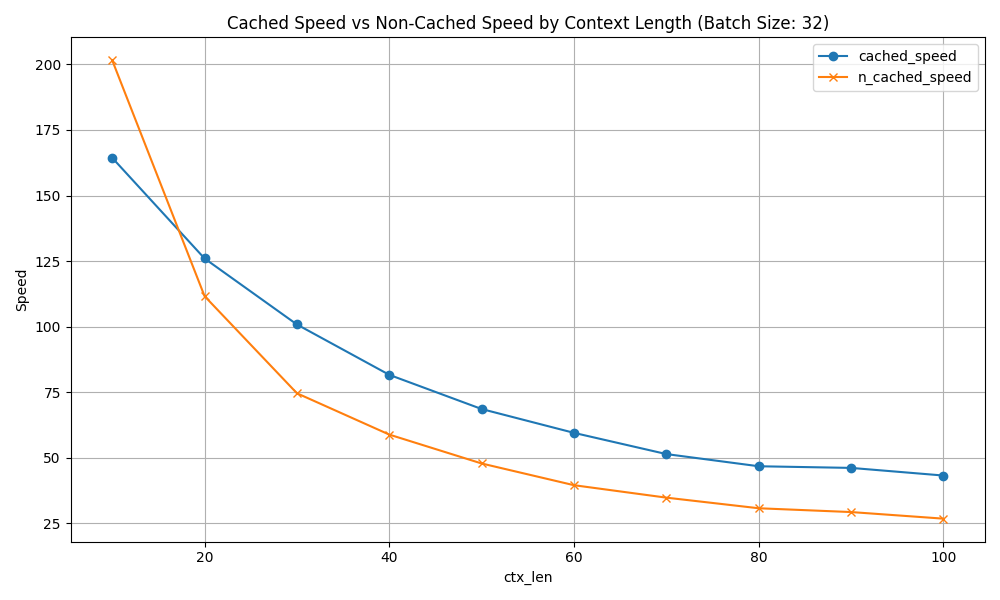 Cached Speed vs Non-Cached Speed by Context Length (Batch Size: 32)
cached_speed
n_cached_speed
200
175
150
125
100
75
50
25
Speed
20
40
60
80
100
ctx_len